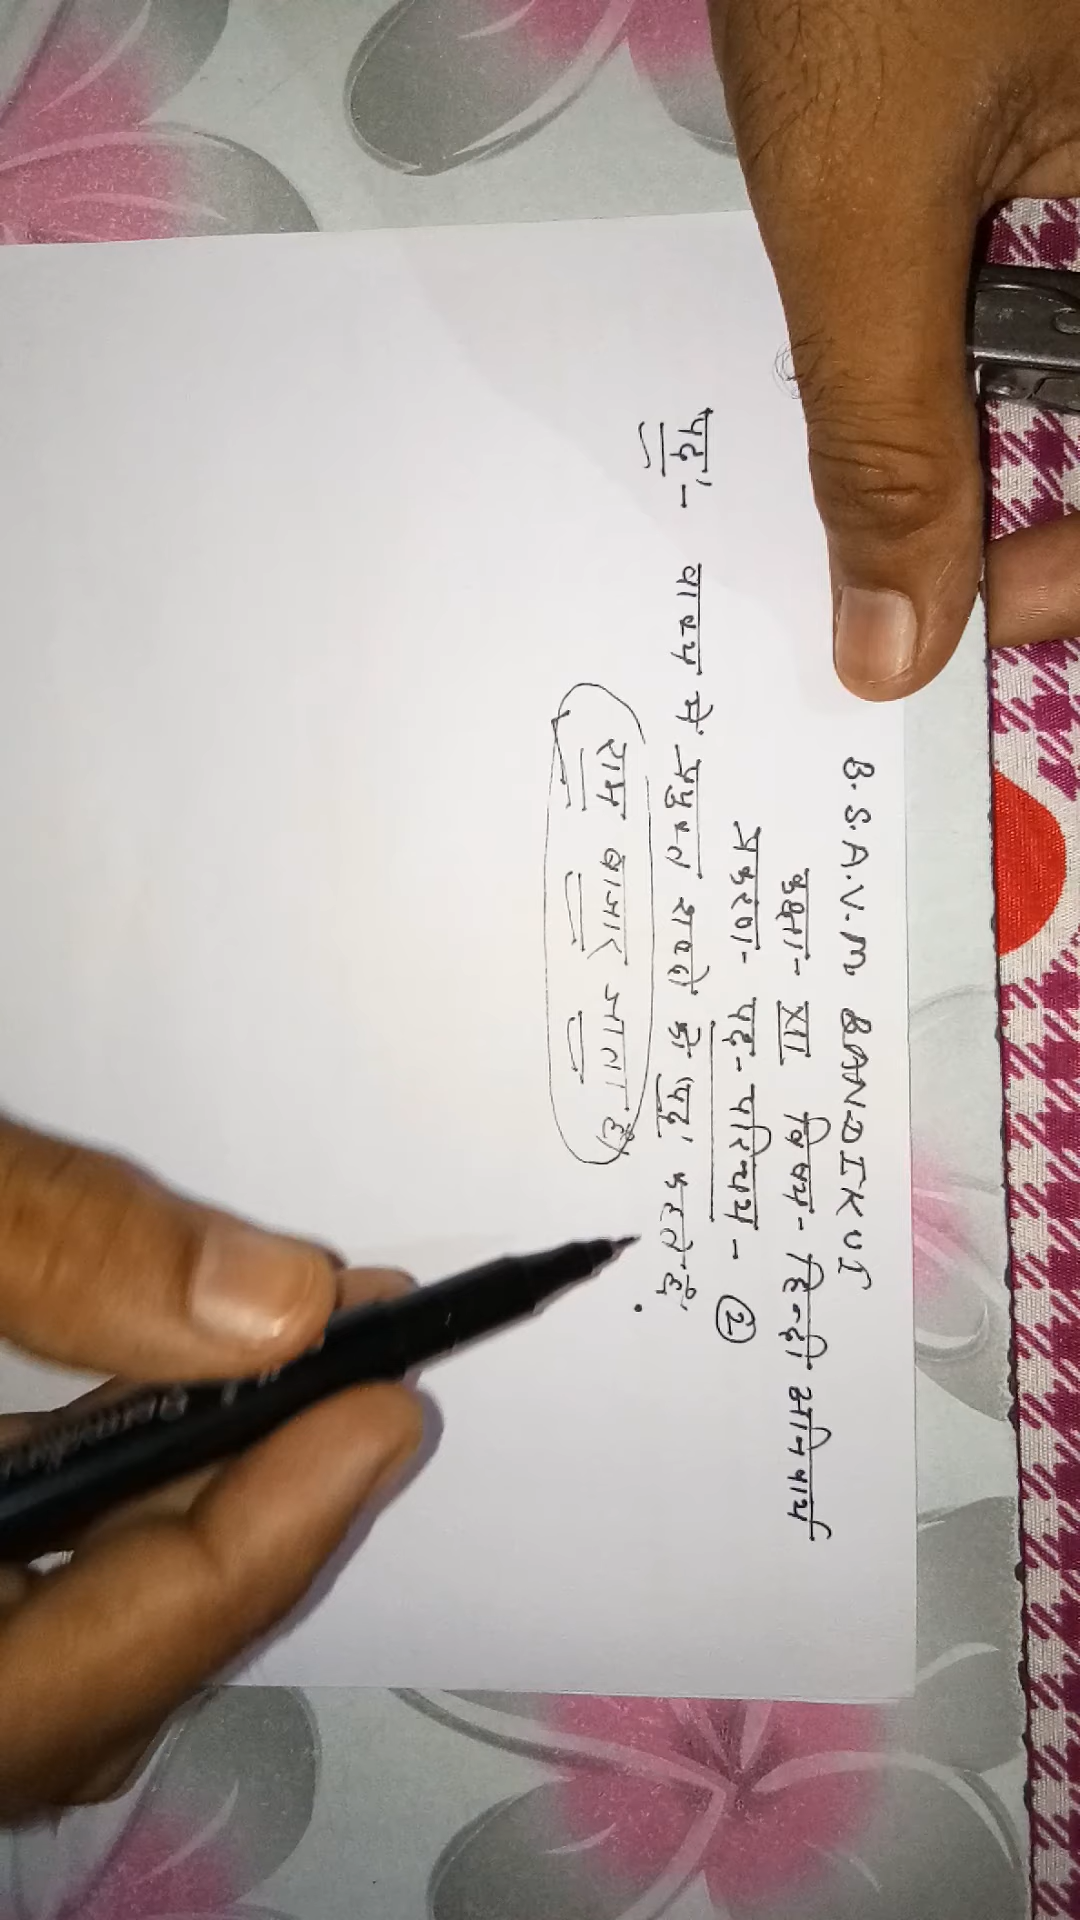 B.S.A.V.M BANDIKUI
कक्षा - XII विषय - हिन्दी अनिवार्य
प्रकरण - पद - परिचय - ②
पद - वाक्य में प्रयुक्त शब्दों को पद कहते हैं.
राम बाजार जाता है।